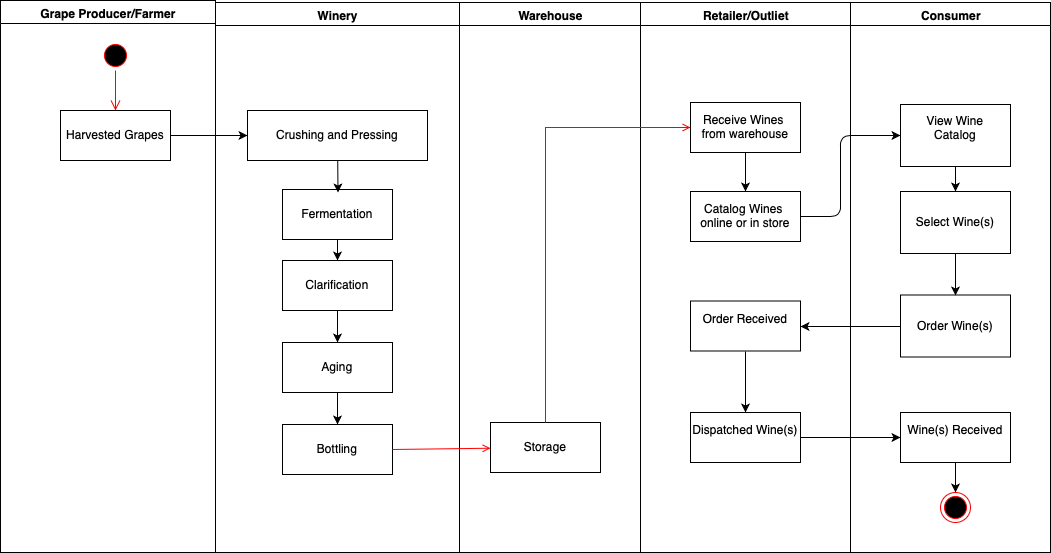 Grape Producer/Farmer
Winery
Warehouse
Retailer/Outliet
Consumer
Harvested Grapes
Crushing and Pressing
Fermentation
Clarification
Aging
Bottling
Storage
Receive Wines
from warehouse
Catalog Wines
online or in store
Order Received
Dispatched Wine(s)
View Wine
Catalog
Select Wine(s)
Order Wine(s)
Wine(s) Received